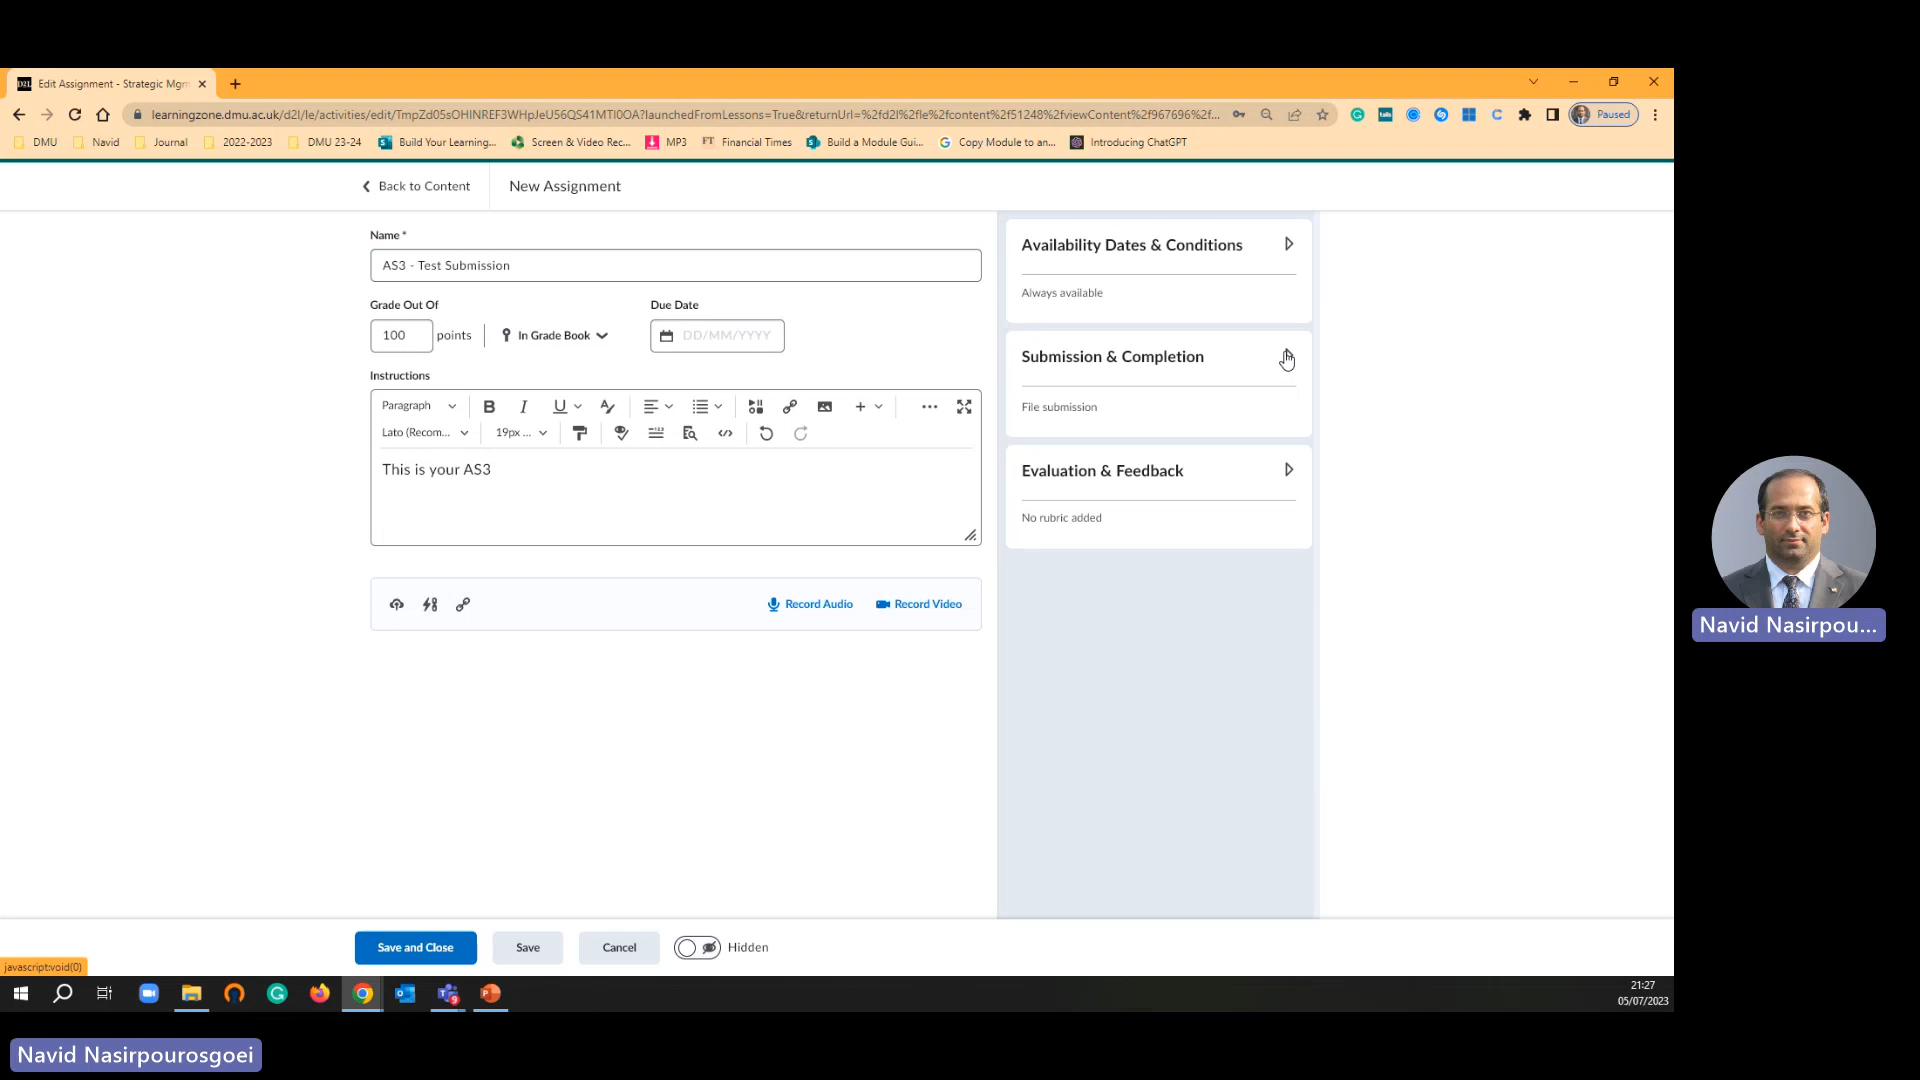 D2L Edit Assignment - Strategic Mgm
learningzone.dmu.ac.uk/d2l/le/activities/edit/TmpZd05sOHlNREF3WHpJeU56QS41MTI0OA?launchedFromLessons=True&returnUrl=%2fd2l%2fle%2fcontent%2f51248%2fviewContent%2f967696%2f...
Paused
DMU
Navid
Journal
2022-2023
DMU 23-24
Build Your Learning...
Screen & Video Rec...
MP3
FT Financial Times
Build a Module Gui...
Copy Module to an...
Introducing ChatGPT
Back to Content
New Assignment
Name *
AS3 - Test Submission
Grade Out Of
Due Date
100 points
In Grade Book
DD/MM/YYYY
Instructions
Paragraph
Lato (Recom...
19px ...
This is your AS3
Record Audio
Record Video
Availability Dates & Conditions
Always available
Submission & Completion
File submission
Evaluation & Feedback
No rubric added
Save and Close
Save
Cancel
Hidden
javascript:void(0)
21:27
05/07/2023
Navid Nasirpou...
Navid Nasirpourosgoei